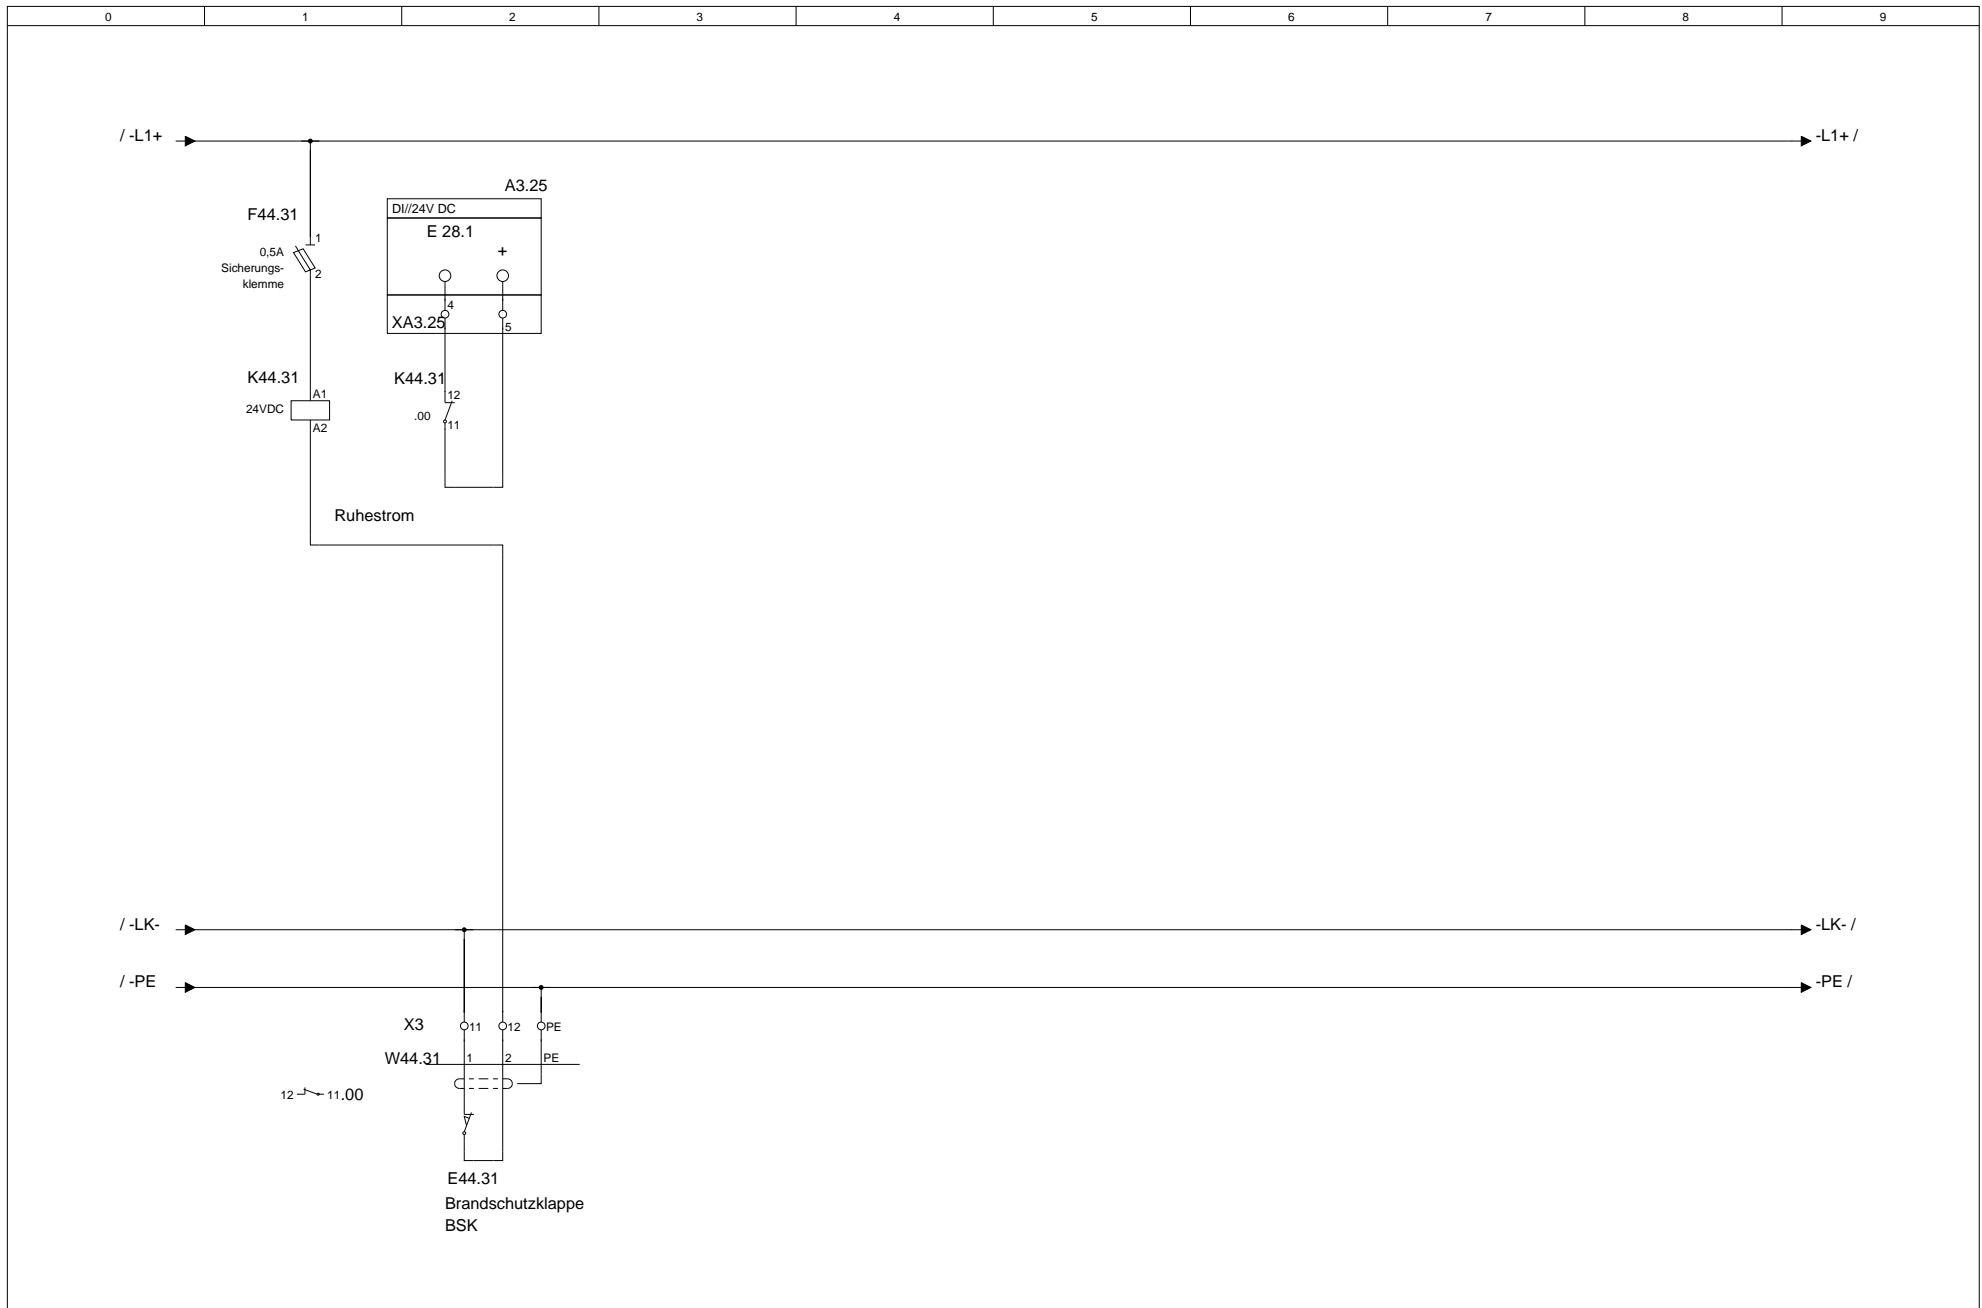 0 1 2 3 4 5 6 7 8 9
/ -L1+ -L1+ /
A3.25
DI//24V DC
F44.31
E 28.1
1
+
0,5A
Sicherungs-
2
klemme
4
XA3.25
5
K44.31 K44.31
A1 12
24VDC .00
A2 11
Ruhestrom
/ -LK- -LK- /
/ -PE -PE /
X3 11 12 PE
W44.31 1 2 PE
12 11.00
E44.31
Brandschutzklappe
BSK